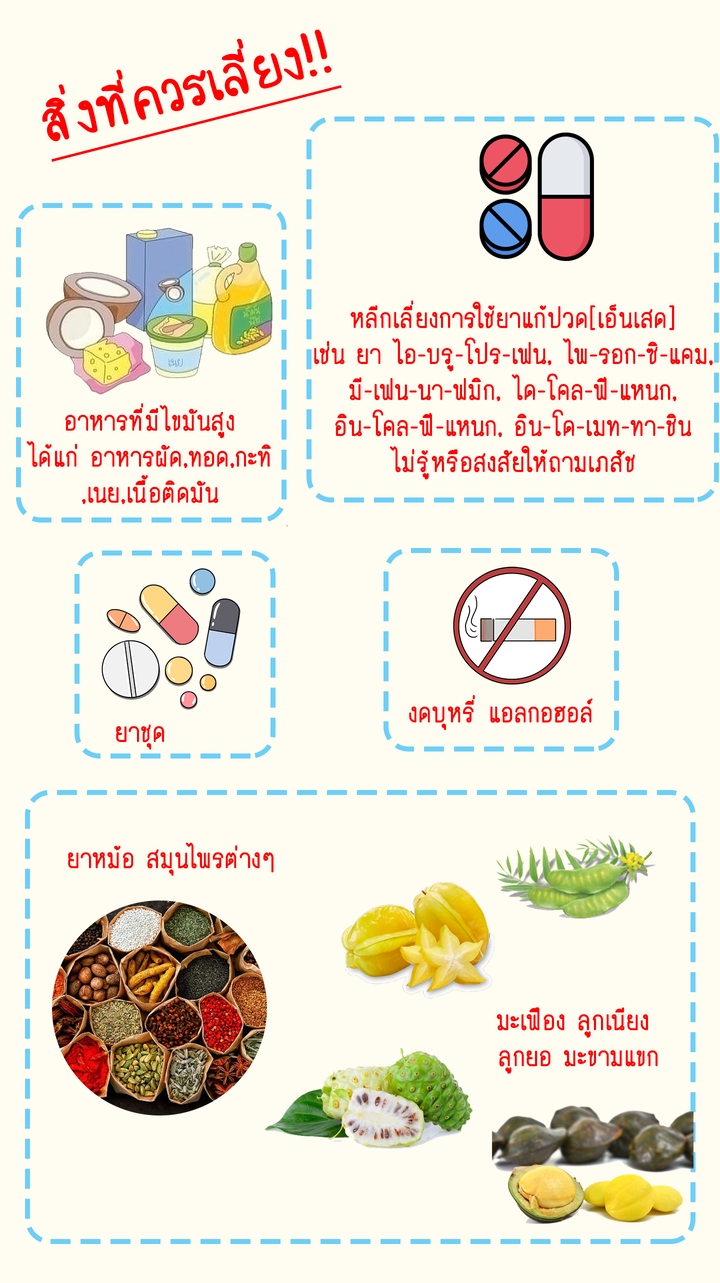 สิ่งที่ควรเลี่ยง!!
หลีกเลี่ยงการใช้ยาแก้ปวด[เอ็นเสด]
เช่น ยา ไอ-บรู-โปร-เฟน, ไพ-รอก-ซิ-แคม,
มี-เฟน-นา-ฟมิก, ได-โคล-ฟี-แหนก,
อิน-โคล-ฟี-แหนก, อิน-โด-เมท-ทา-ซิน
ไม่รู้หรือสงสัยให้ถามเภสัช
อาหารที่มีไขมันสูง
ได้แก่ อาหารผัด,ทอด,กะทิ
,เนย,เนื้อติดมัน
ยาชุด
งดบุหรี่ แอลกอฮอล์
ยาหม้อ สมุนไพรต่างๆ
มะเฟือง ลูกเนียง
ลูกยอ มะขามแขก